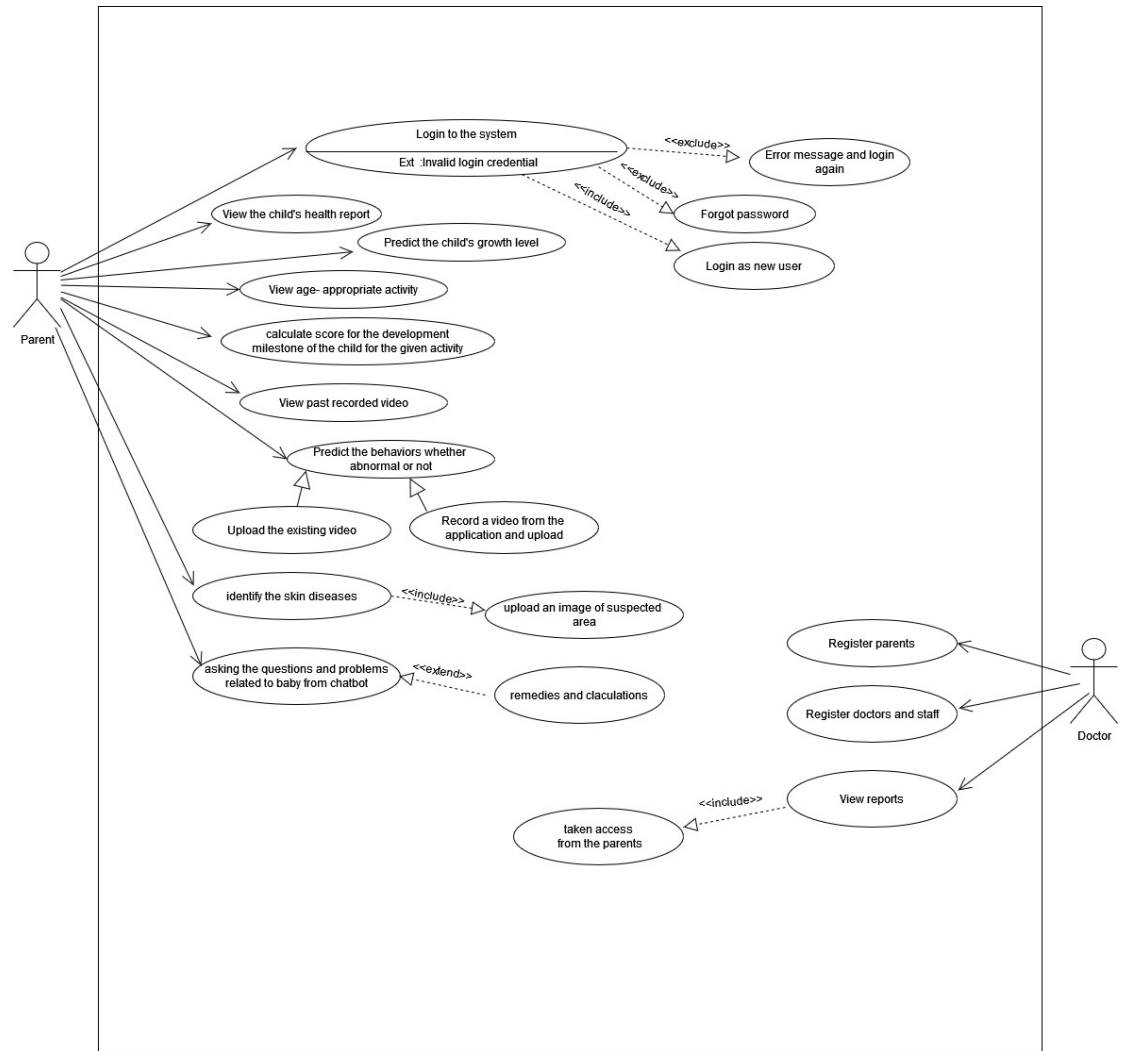 Login to the system
Ext :Invalid login credential
<<exclude>>
Error message and login
again
<<exclude>>
Forgot password
<<include>>
Login as new user
View the child's health report
Predict the child's growth level
View age- appropriate activity
Parent
calculate score for the development
milestone of the child for the given activity
View past recorded video
Predict the behaviors whether
abnormal or not
Upload the existing video
Record a video from the
application and upload
identify the skin diseases
<<include>>
upload an image of suspected
area
asking the questions and problems
related to baby from chatbot
<<extend>>
remedies and claculations
Register parents
Register doctors and staff
Doctor
View reports
<<include>>
taken access
from the parents